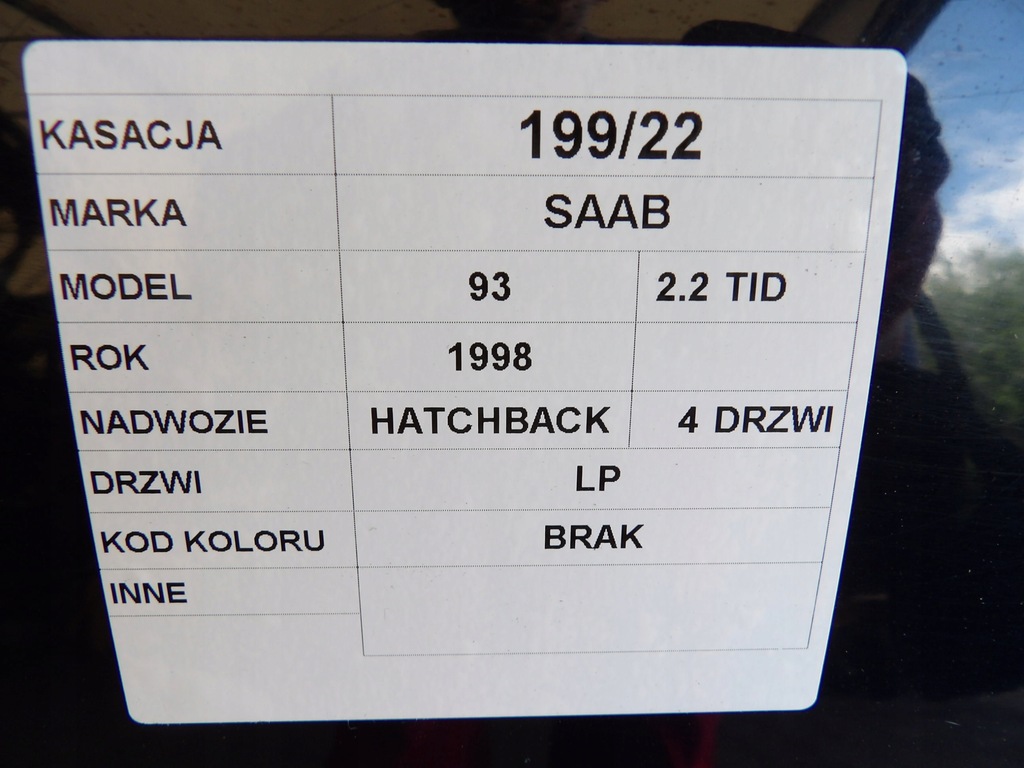 KASACJA 199/22
MARKA SAAB
MODEL 93 2.2 TID
ROK 1998
NADWOZIE HATCHBACK 4 DRZWI
DRZWI LP
KOD KOLORU BRAK
INNE